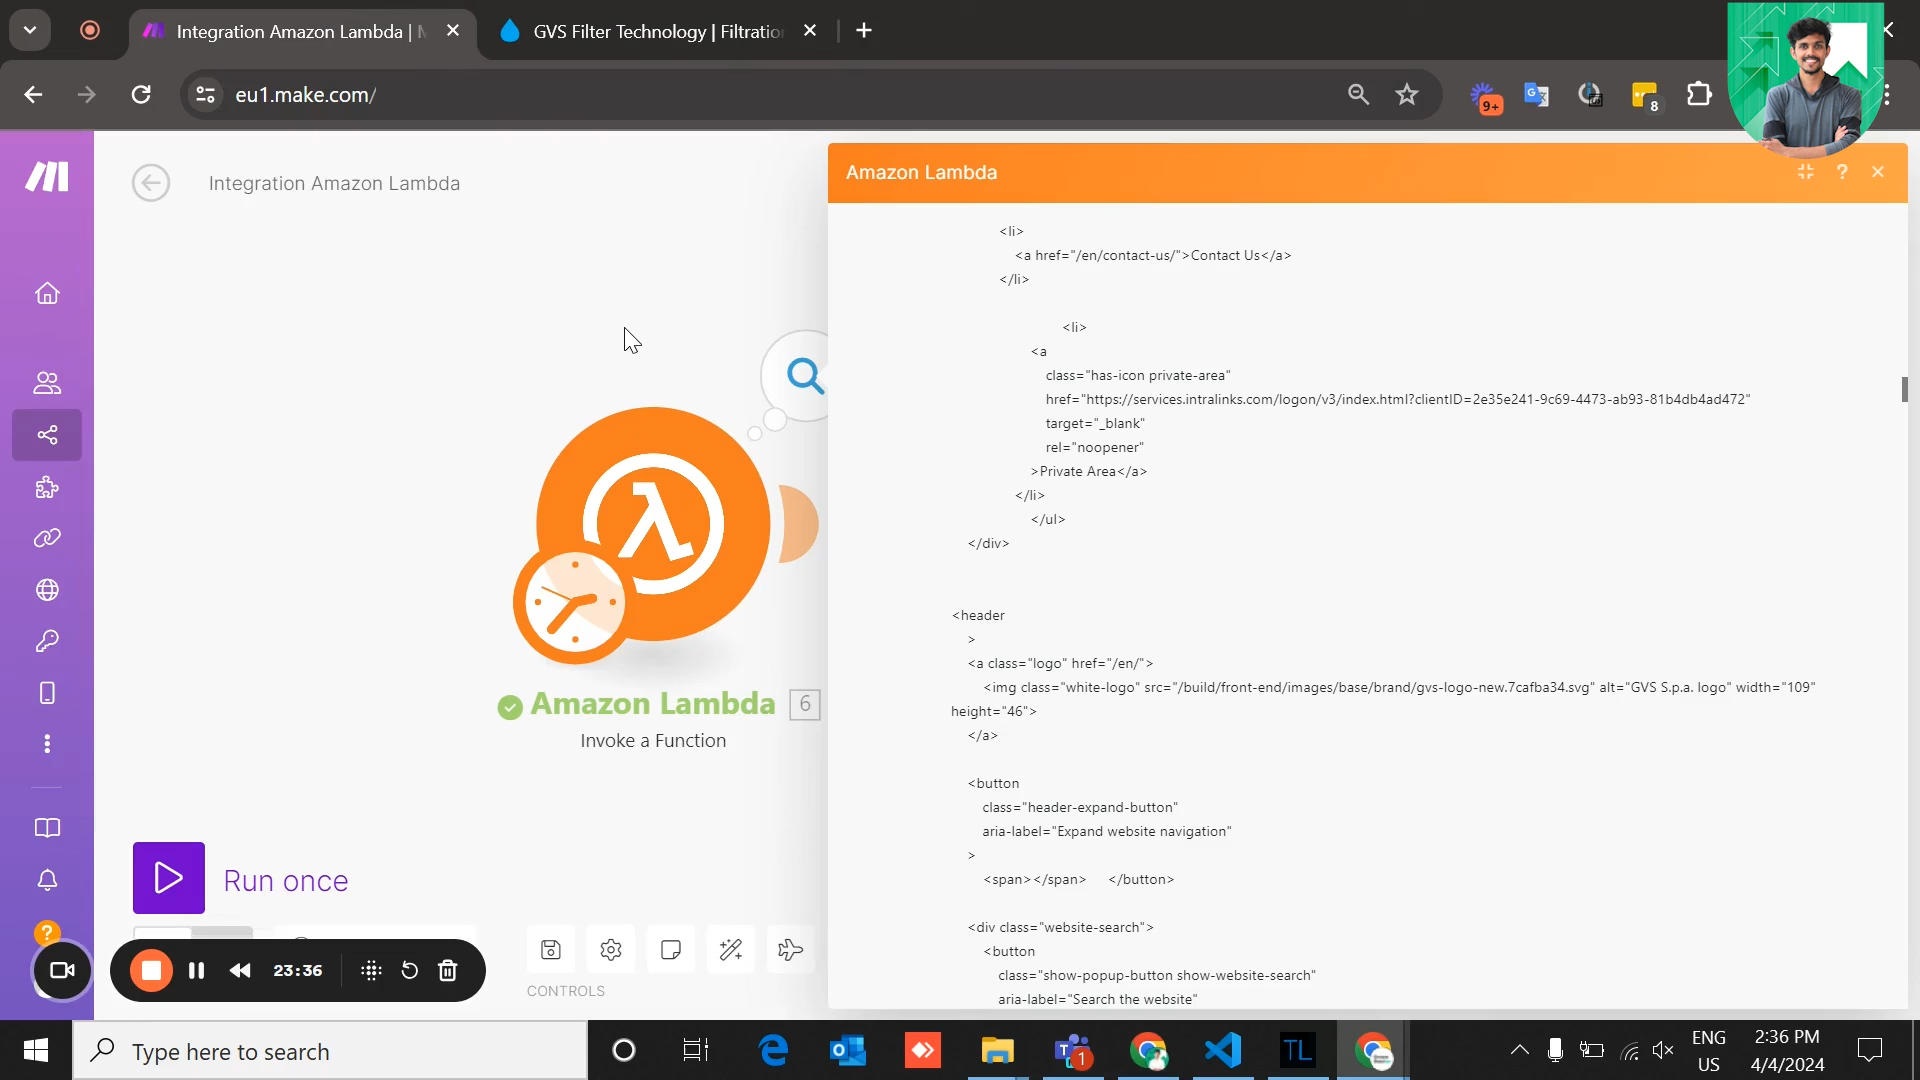 Integration Amazon Lambda |
GVS Filter Technology | Filtration
eu1.make.com/
9+
8
Integration Amazon Lambda
Amazon Lambda
?
<li>
<a href="/en/contact-us/">Contact Us</a>
</li>
<li>
<a
class="has-icon private-area"
href="https://services.intralinks.com/logon/v3/index.html?clientID=2e35e241-9c69-4473-ab93-81b4db4ad472"
target="_blank"
rel="noopener"
>Private Area</a>
</li>
</ul>
</div>
<header
>
<a class="logo" href="/en/">
<img class="white-logo" src="/build/front-end/images/base/brand/gvs-logo-new.7cafba34.svg" alt="GVS S.p.a. logo" width="109"
height="46">
</a>
<button
class="header-expand-button"
aria-label="Expand website navigation"
>
<span></span> </button>
<div class="website-search">
<button
class="show-popup-button show-website-search"
aria-label="Search the website"
λ
Amazon Lambda 6
Invoke a Function
Run once
?
23:36
CONTROLS
Type here to search
1
TL
ENG
US
2:36 PM
4/4/2024